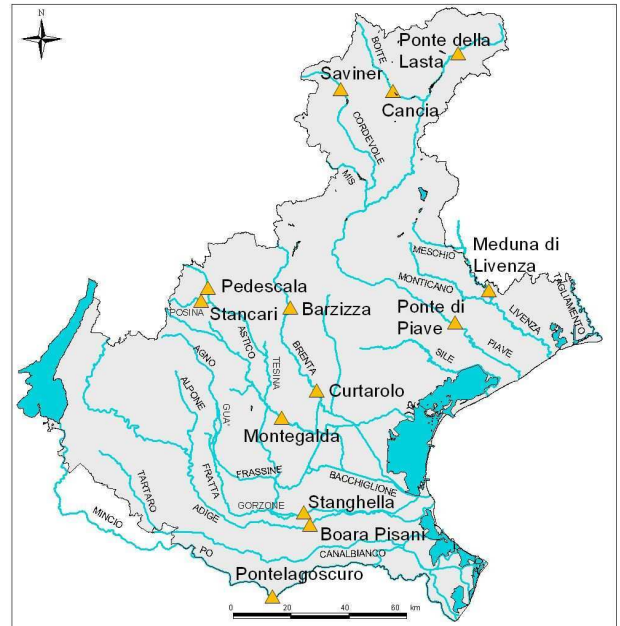 N
BOITE
Ponte della
Lasta
Saviner
Cancia
CORDEVOLE
MIS
Meduna di
Livenza
MESCHIO
MONTICANO
TAGLIAMENTO
LIVENZA
Pedescala
POSINA
Stancari
Barzizza
Ponte di
Piave
PIAVE
SILE
ASTICO
TESINA
BRENTA
AGNO
ALPONE
GUA'
Curtarolo
Montegalda
FRATTA
FRASSINE
BACCHIGLIONE
TARTARO
ADIGE
GORZONE
Stanghella
MINCIO
Boara Pisani
PO
CANALBIANCO
Pontelagoscuro
0 20 40 60
km